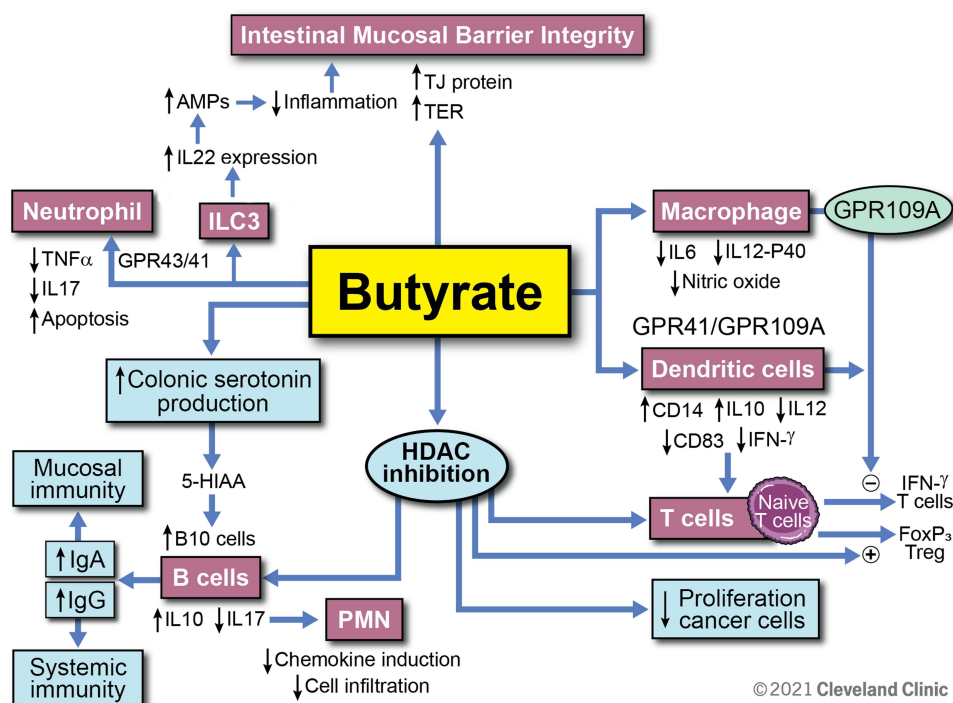 Intestinal Mucosal Barrier Integrity
↑TJ protein
↑TER
↑AMPs
↓Inflammation
↑IL22 expression
Neutrophil
ILC3
↓TNFα
GPR43/41
↓IL17
↑Apoptosis
Butyrate
Macrophage
GPR109A
↓IL6 ↓IL12-P40
↓Nitric oxide
GPR41/GPR109A
Dendritic cells
↑CD14 ↑IL10 ↓IL12
↓CD83 ↓IFN-γ
↑Colonic serotonin
production
5-HIAA
↑B10 cells
B cells
↑IL10 ↓IL17
PMN
↓Chemokine induction
↓Cell infiltration
Mucosal
immunity
↑IgA
↑IgG
Systemic
immunity
HDAC
inhibition
T cells
Naive
T cells
⊖
IFN-γ
T cells
FoxP₃
Treg
⊕
↓Proliferation
cancer cells
©2021 Cleveland Clinic